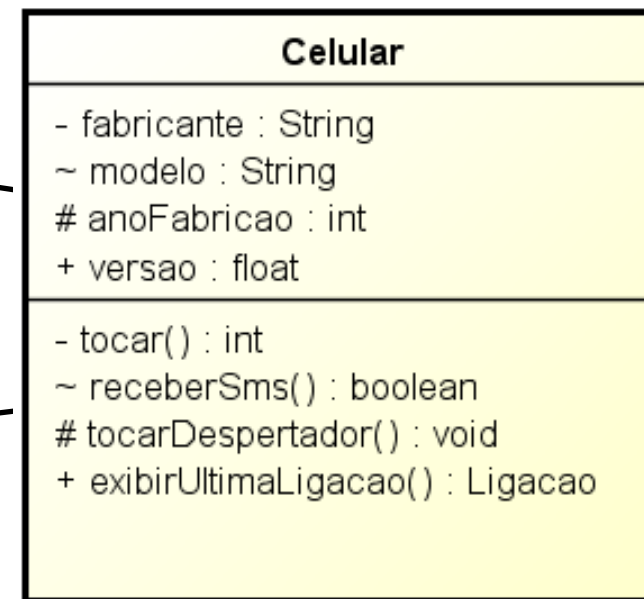 Celular
- fabricante : String
~ modelo : String
# anoFabricao : int
+ versao : float
- tocar() : int
~ receberSms() : boolean
# tocarDespertador() : void
+ exibirUltimaLigacao() : Ligacao